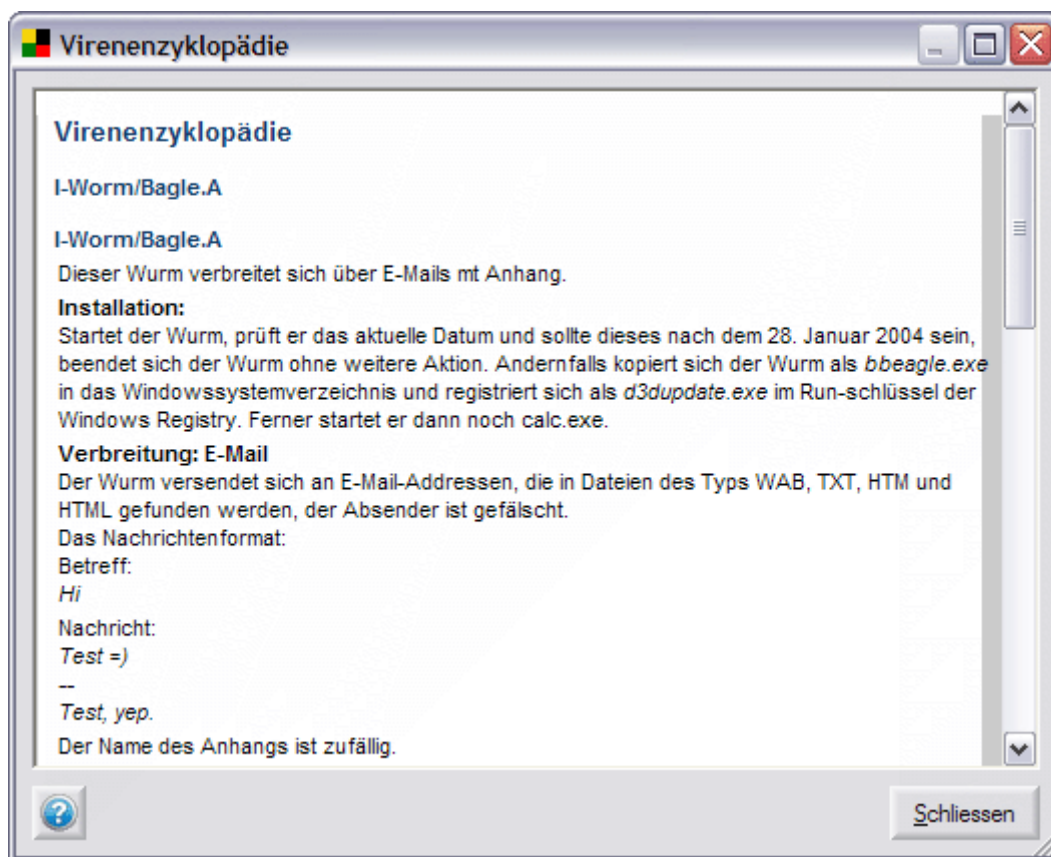 Virenenzyklopädie
Virenenzyklopädie
I-Worm/Bagle.A
I-Worm/Bagle.A
Dieser Wurm verbreitet sich über E-Mails mt Anhang.
Installation:
Startet der Wurm, prüft er das aktuelle Datum und sollte dieses nach dem 28. Januar 2004 sein,
beendet sich der Wurm ohne weitere Aktion. Andernfalls kopiert sich der Wurm als bbeagle.exe
in das Windowssystemverzeichnis und registriert sich als d3dupdate.exe im Run-schlüssel der
Windows Registry. Ferner startet er dann noch calc.exe.
Verbreitung: E-Mail
Der Wurm versendet sich an E-Mail-Addressen, die in Dateien des Typs WAB, TXT, HTM und
HTML gefunden werden, der Absender ist gefälscht.
Das Nachrichtenformat:
Betreff:
Hi
Nachricht:
Test =)
--
Test, yep.
Der Name des Anhangs ist zufällig.
?
Schliessen